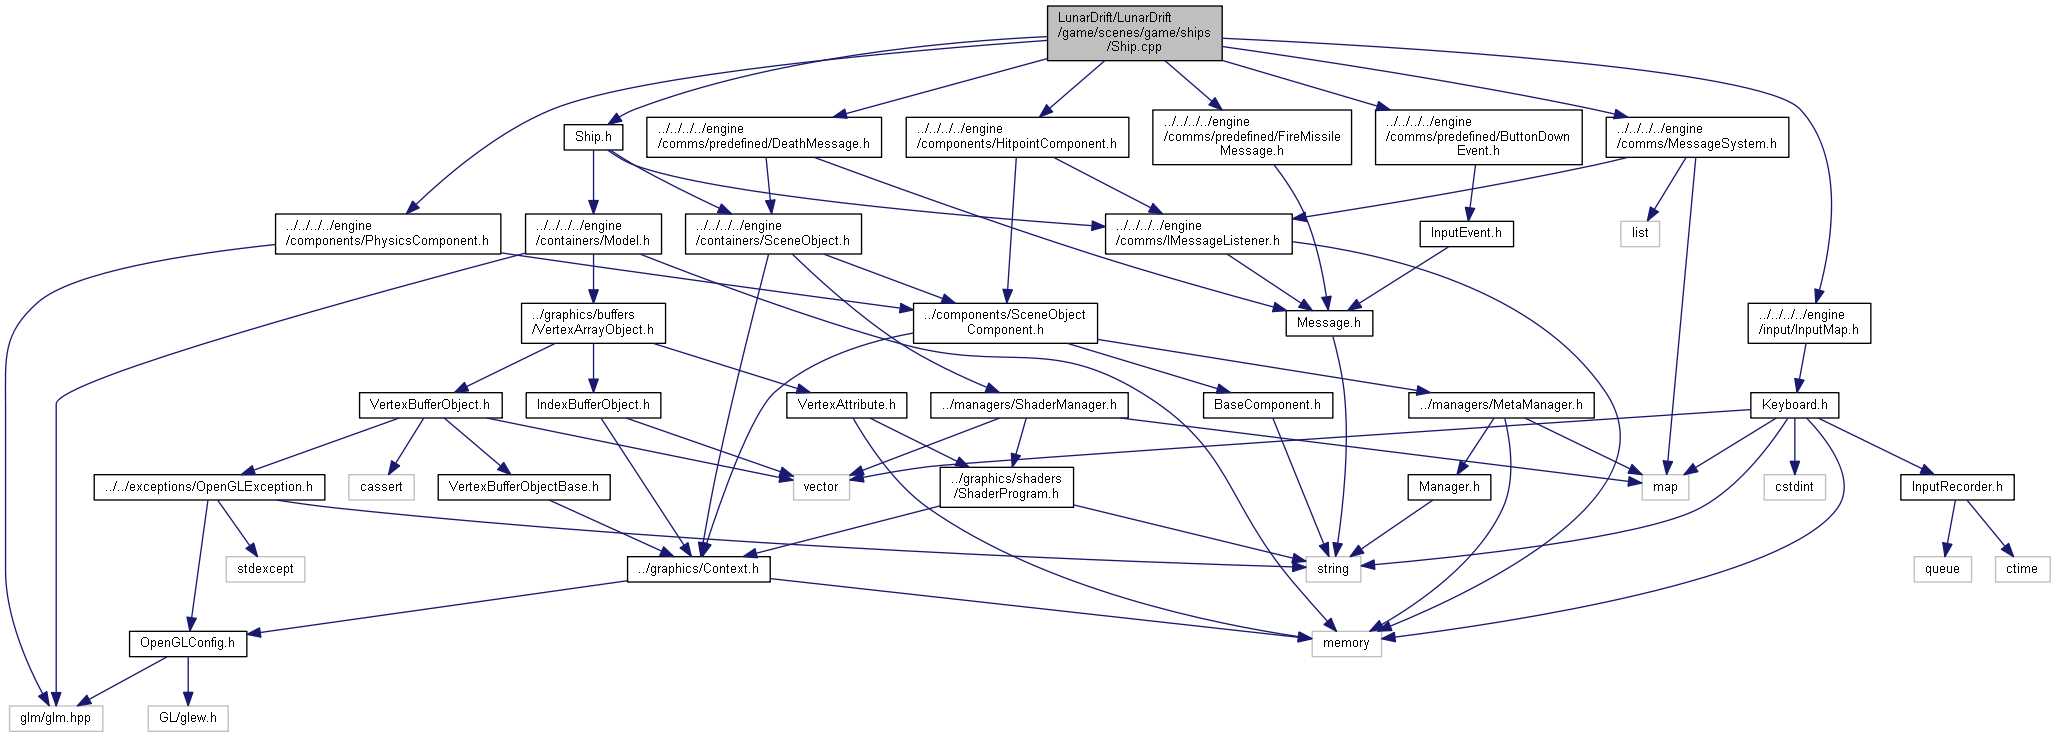 LunarDrift/LunarDrift
/game/scenes/game/ships
/Ship.cpp
Ship.h
../../../../engine
/comms/predefined/DeathMessage.h
../../../../engine
/components/HitpointComponent.h
../../../../engine
/comms/predefined/FireMissile
Message.h
../../../../engine
/comms/predefined/ButtonDown
Event.h
../../../../engine
/comms/MessageSystem.h
../../../../engine
/components/PhysicsComponent.h
../../../../engine
/containers/Model.h
../../../../engine
/containers/SceneObject.h
../../../../engine
/comms/IMessageListener.h
InputEvent.h
list
../graphics/buffers
/VertexArrayObject.h
../components/SceneObject
Component.h
Message.h
../../../../engine
/input/InputMap.h
VertexBufferObject.h
IndexBufferObject.h
VertexAttribute.h
../managers/ShaderManager.h
BaseComponent.h
../managers/MetaManager.h
Keyboard.h
../../exceptions/OpenGLException.h
cassert
VertexBufferObjectBase.h
vector
../graphics/shaders
/ShaderProgram.h
Manager.h
map
cstdint
InputRecorder.h
stdexcept
../graphics/Context.h
string
queue
ctime
OpenGLConfig.h
memory
glm/glm.hpp
GL/glew.h